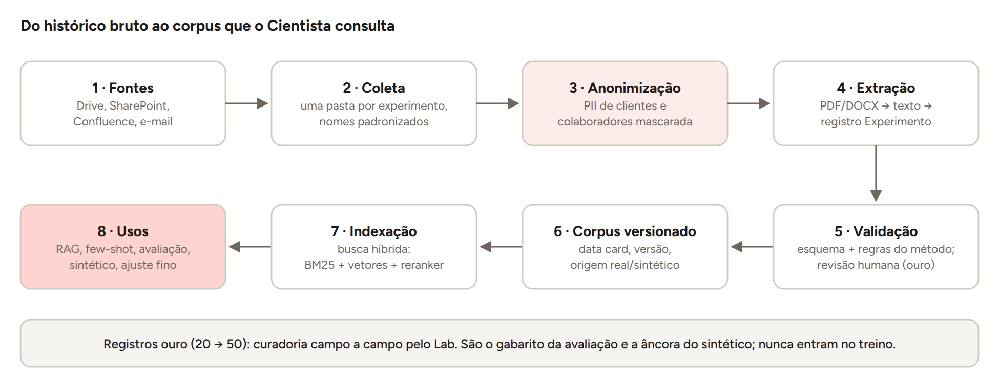 Do histórico bruto ao corpus que o Cientista consulta
1 · Fontes
Drive, SharePoint,
Confluence, e-mail
2 · Coleta
uma pasta por experimento,
nomes padronizados
3 · Anonimização
PII de clientes e
colaboradores mascarada
4 · Extração
PDF/DOCX → texto →
registro Experimento
5 · Validação
esquema + regras do método;
revisão humana (ouro)
6 · Corpus versionado
data card, versão,
origem real/sintético
7 · Indexação
busca híbrida:
BM25 + vetores + reranker
8 · Usos
RAG, few-shot, avaliação,
sintético, ajuste fino
Registros ouro (20 → 50): curadoria campo a campo pelo Lab. São o gabarito da avaliação e a âncora do sintético; nunca entram no treino.